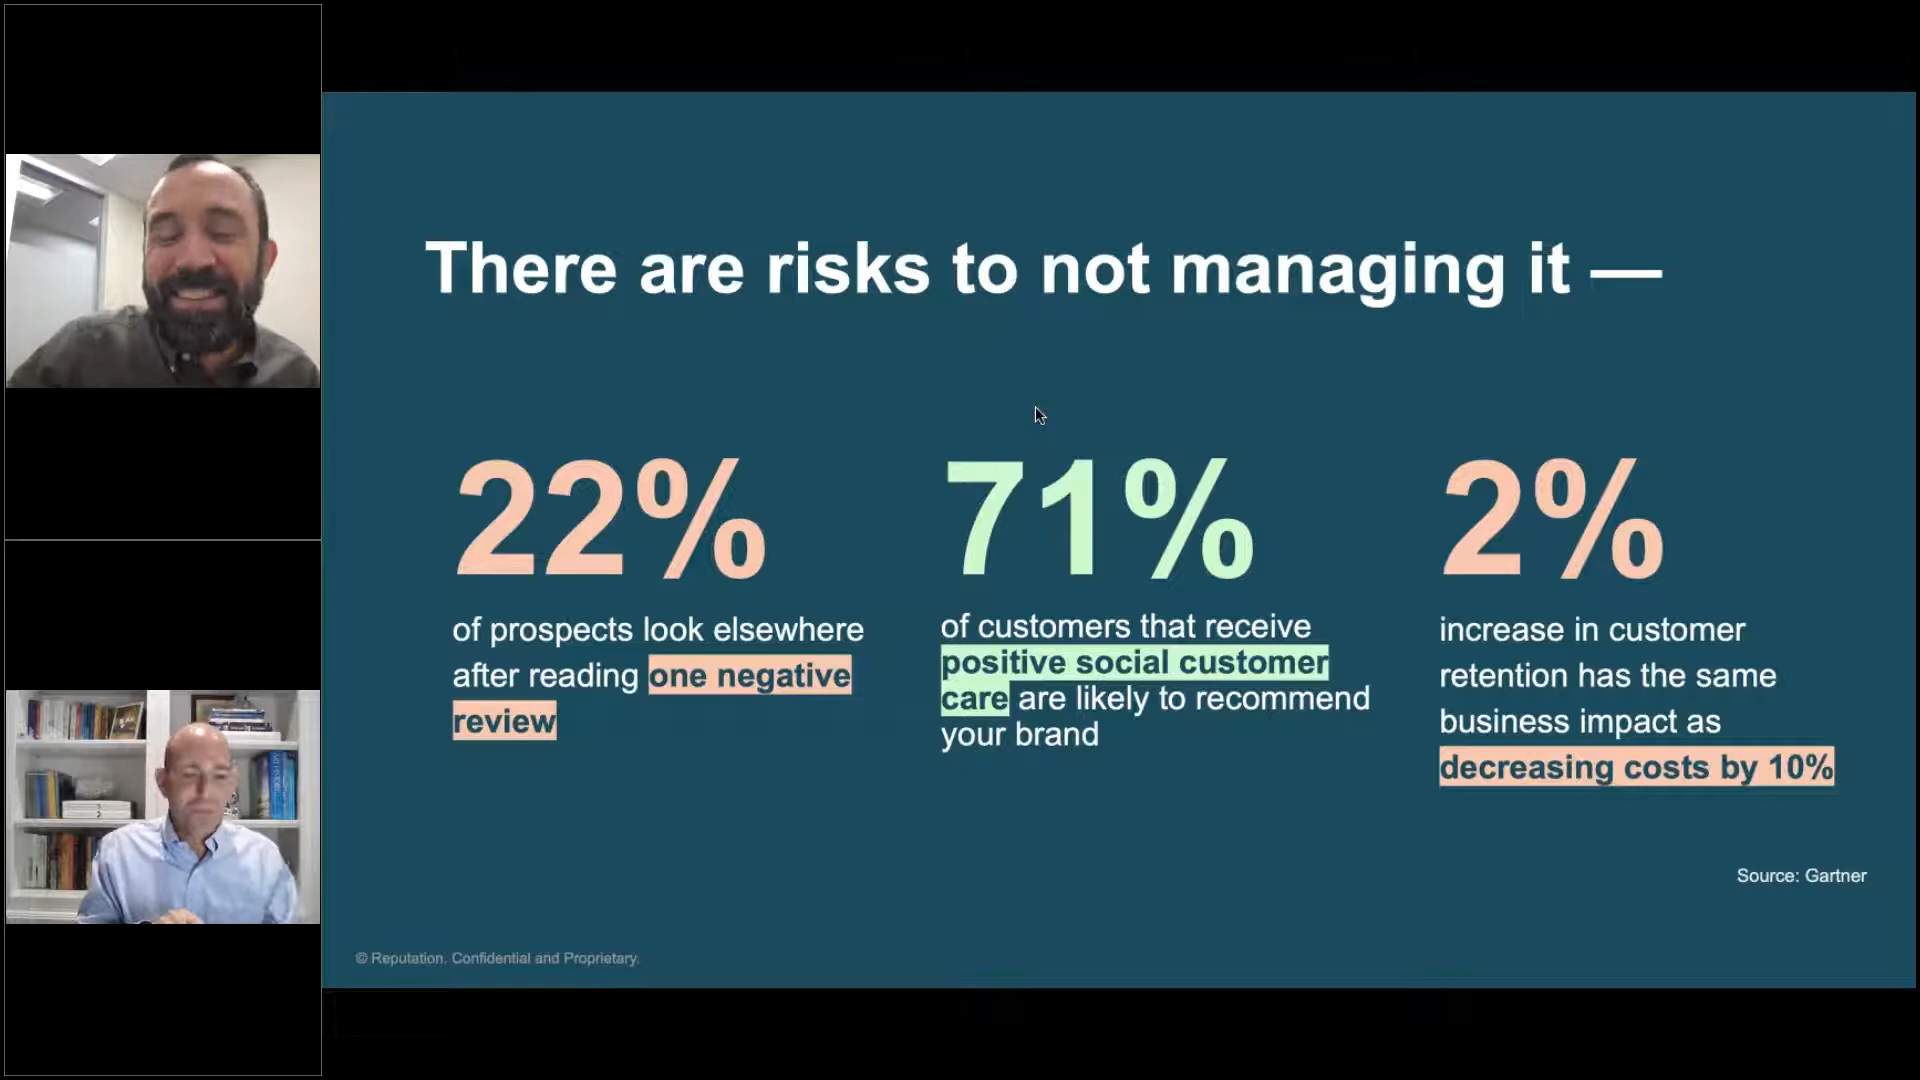 There are risks to not managing it —
22%
of prospects look elsewhere
after reading one negative
review
71%
of customers that receive
positive social customer
care are likely to recommend
your brand
2%
increase in customer
retention has the same
business impact as
decreasing costs by 10%
Source: Gartner
© Reputation. Confidential and Proprietary.